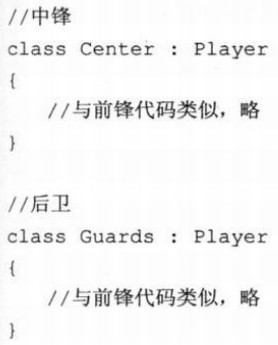 //中锋
class Center : Player
{
//与前锋代码类似，略
}
//后卫
class Guards : Player
{
//与前锋代码类似，略
}